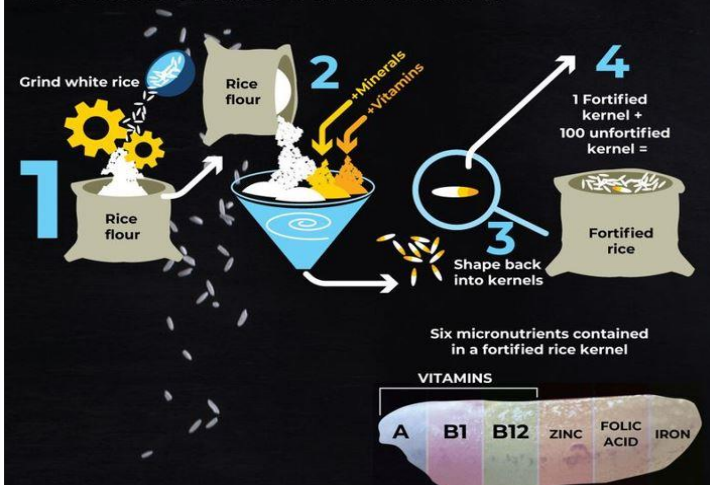 1
Grind white rice
Rice
flour
2
Rice
flour
+Minerals
+Vitamins
3
Shape back
into kernels
4
1 Fortified
kernel +
100 unfortified
kernel =
Fortified
rice
Six micronutrients contained
in a fortified rice kernel
VITAMINS
A
B1
B12
ZINC
FOLIC
ACID
IRON